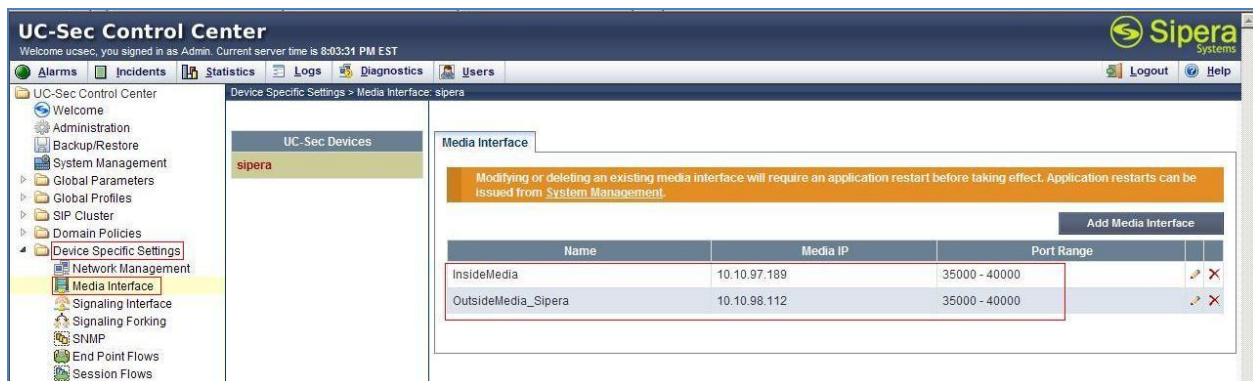 UC-Sec Control Center
Welcome ucsec, you signed in as Admin. Current server time is 8:03:31 PM EST
Sipera
Systems
Alarms Incidents Statistics Logs Diagnostics Users Logout Help
UC-Sec Control Center
Welcome
Administration
Backup/Restore
System Management
Global Parameters
Global Profiles
SIP Cluster
Domain Policies
Device Specific Settings
Network Management
Media Interface
Signaling Interface
Signaling Forking
SNMP
End Point Flows
Session Flows
Device Specific Settings > Media Interface: sipera
UC-Sec Devices
sipera
Media Interface
Modifying or deleting an existing media interface will require an application restart before taking effect. Application restarts can be
issued from System Management.
Add Media Interface
Name Media IP Port Range
InsideMedia 10.10.97.189 35000 - 40000
OutsideMedia_Sipera 10.10.98.112 35000 - 40000